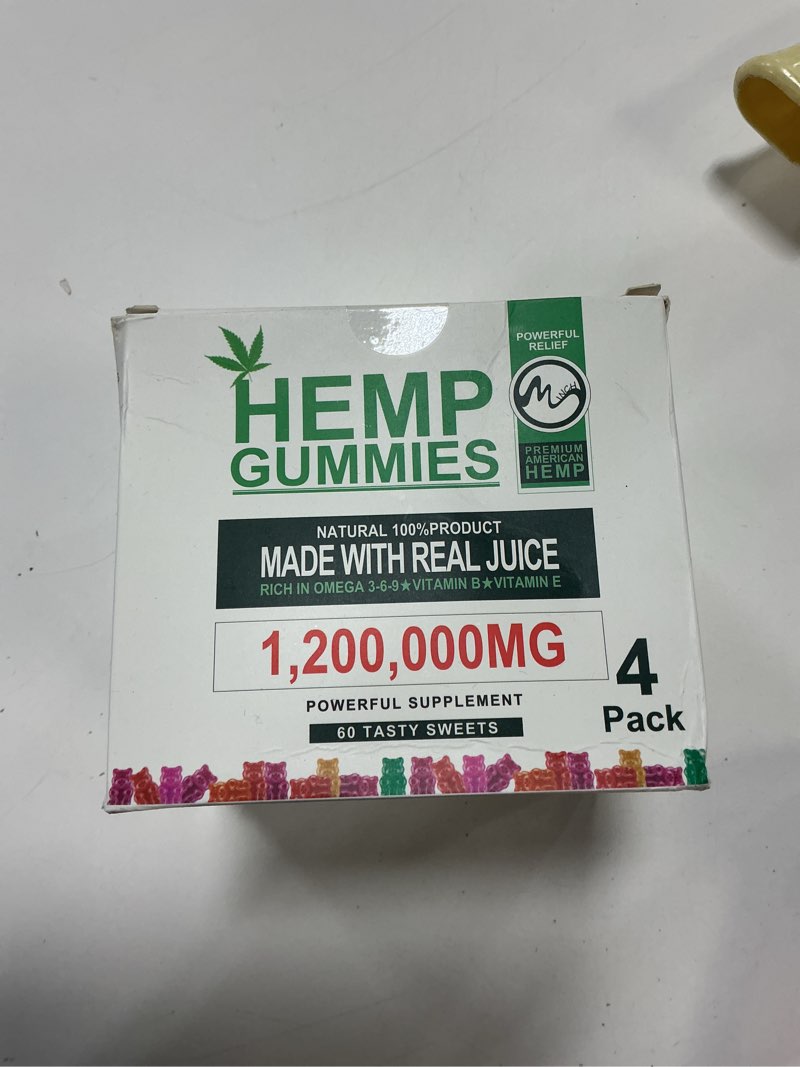 POWERFUL
RELIEF
MINCH
PREMIUM
AMERICAN
HEMP
HEMP
GUMMIES
NATURAL 100%PRODUCT
MADE WITH REAL JUICE
RICH IN OMEGA 3-6-9★VITAMIN B★VITAMIN E
1,200,000MG
POWERFUL SUPPLEMENT
60 TASTY SWEETS
4
Pack